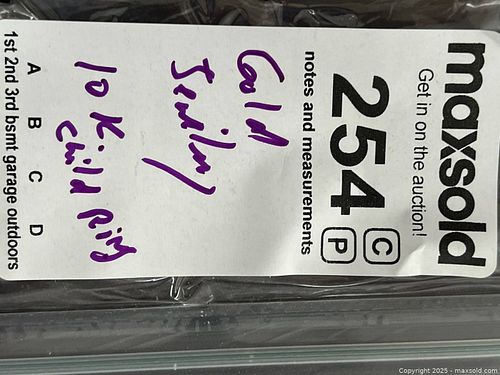 maxsold
Get in on the auction!
254 C P
notes and measurements
Gold
Jewelry
10 K.
child Ring
A B C D
1st 2nd 3rd bsmt garage outdoors
Copyright 2025 - maxsold.com